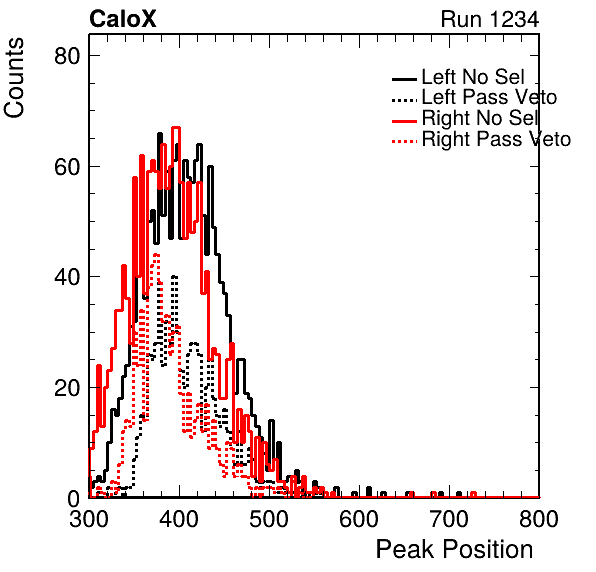 CaloX
Run 1234
Counts
80
60
40
20
0
Left No Sel
Left Pass Veto
Right No Sel
Right Pass Veto
300 400 500 600 700 800
Peak Position